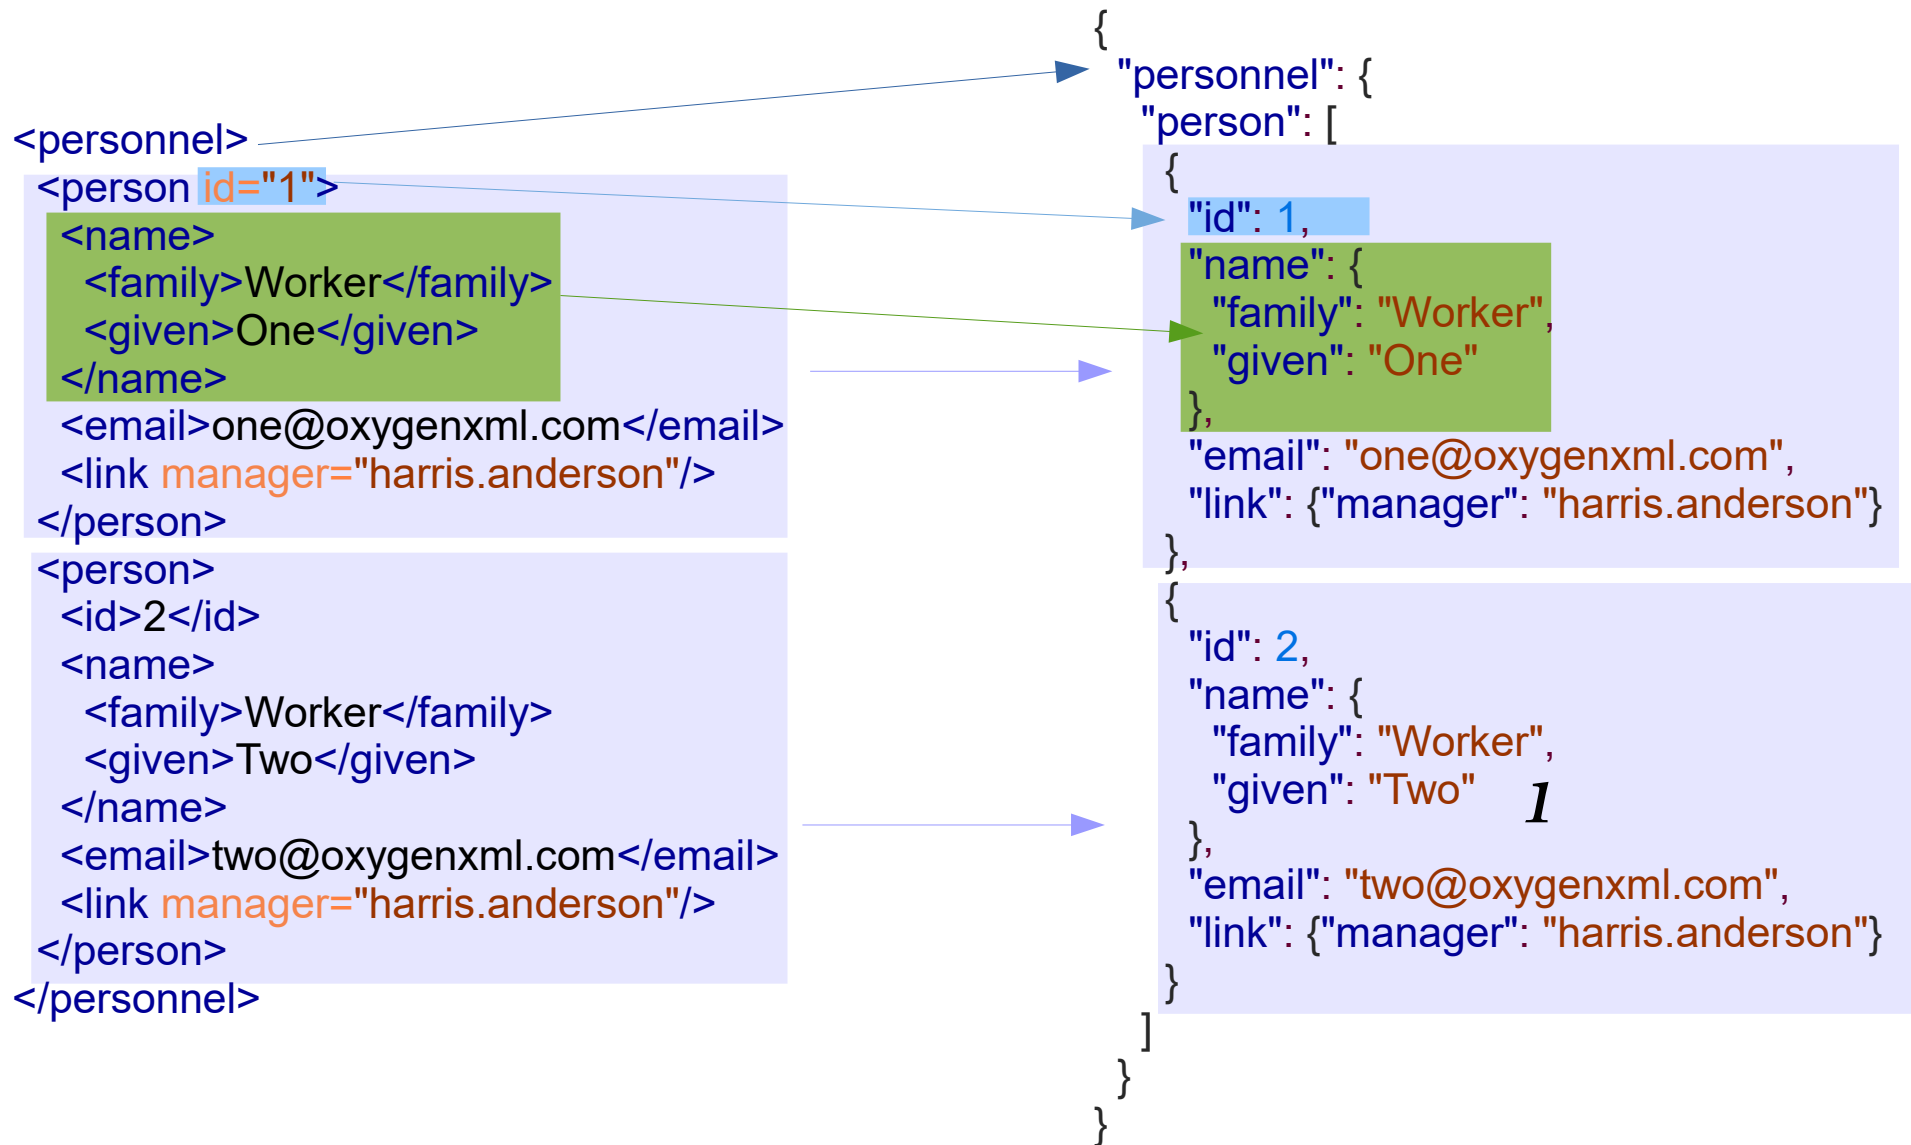 <personnel>
<person id="1">
<name>
<family>Worker</family>
<given>One</given>
</name>
<email>one@oxygenxml.com</email>
<link manager="harris.anderson"/>
</person>
<person>
<id>2</id>
<name>
<family>Worker</family>
<given>Two</given>
</name>
<email>two@oxygenxml.com</email>
<link manager="harris.anderson"/>
</person>
</personnel>
{
"personnel": {
"person": [
{
"id": 1,
"name": {
"family": "Worker",
"given": "One"
},
"email": "one@oxygenxml.com",
"link": {"manager": "harris.anderson"}
},
{
"id": 2,
"name": {
"family": "Worker",
"given": "Two"
1
},
"email": "two@oxygenxml.com",
"link": {"manager": "harris.anderson"}
}
]
}
}